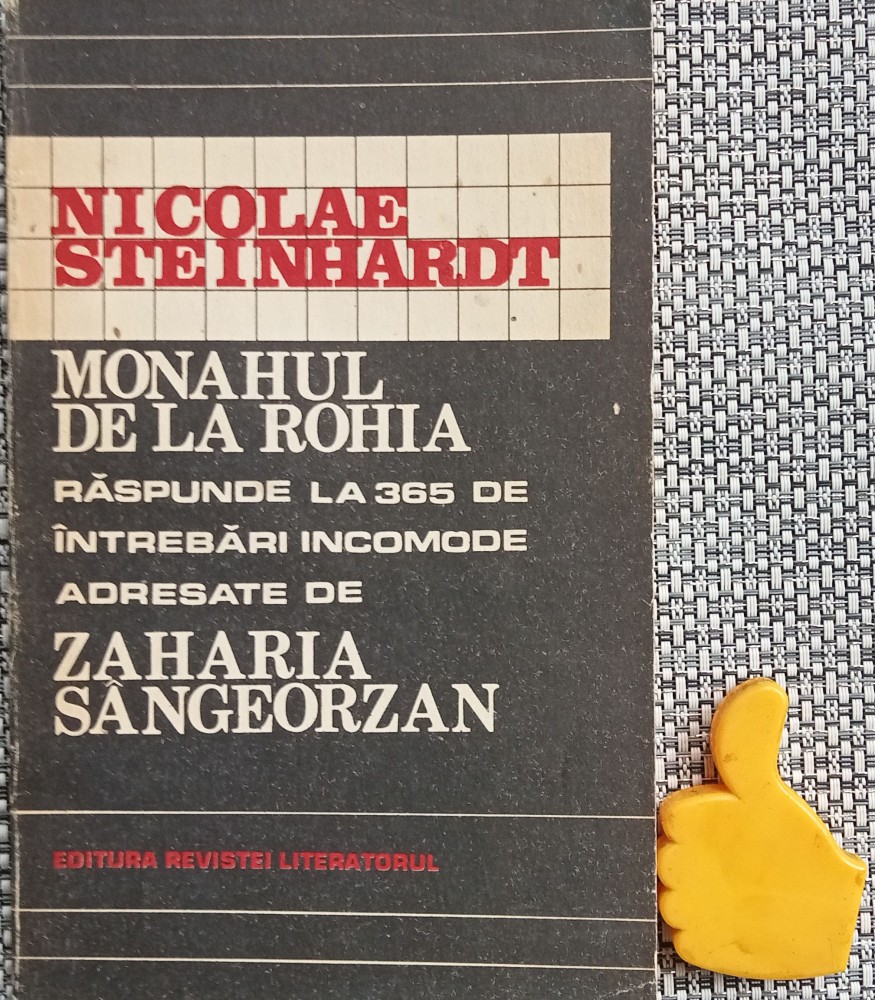 NICOLAE
STEINHARDT
MONAHUL
DE LA ROHIA
RĂSPUNDE LA 365 DE
ÎNTREBĂRI INCOMODE
ADRESATE DE
ZAHARIA
SÂNGEORZAN
EDITURA REVISTEI LITERATORUL